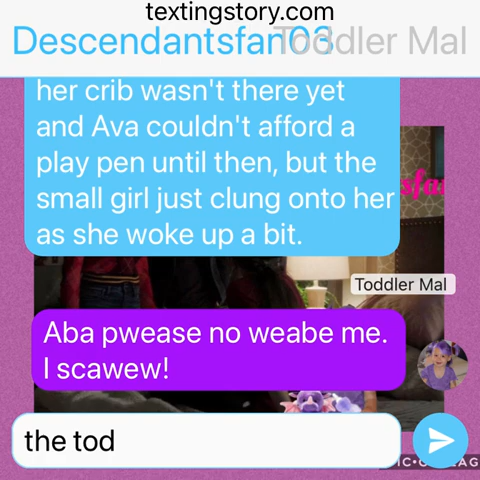 textingstory.com
Descendantsfan03
Toddler Mal
her crib wasn't there yet
and Ava couldn't afford a
play pen until then, but the
small girl just clung onto her
as she woke up a bit.
sfan
Toddler Mal
Aba pwease no weabe me.
I scawew!
the tod